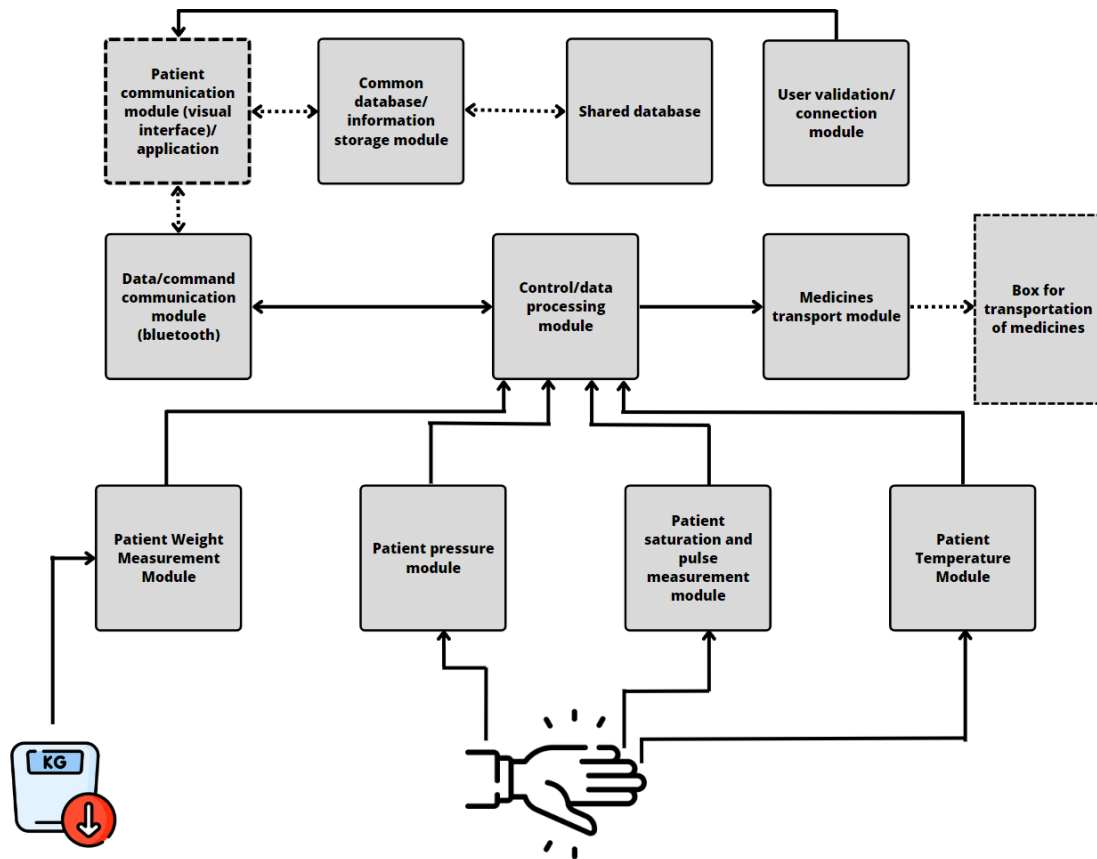 Patient
communication
module (visual
interface)/
application
Common
database/
information
storage module
Shared database
User validation/
connection
module
Data/command
communication
module
(bluetooth)
Control/data
processing
module
Medicines
transport module
Box for
transportation
of medicines
Patient Weight
Measurement
Module
Patient pressure
module
Patient
saturation and
pulse
measurement
module
Patient
Temperature
Module
KG